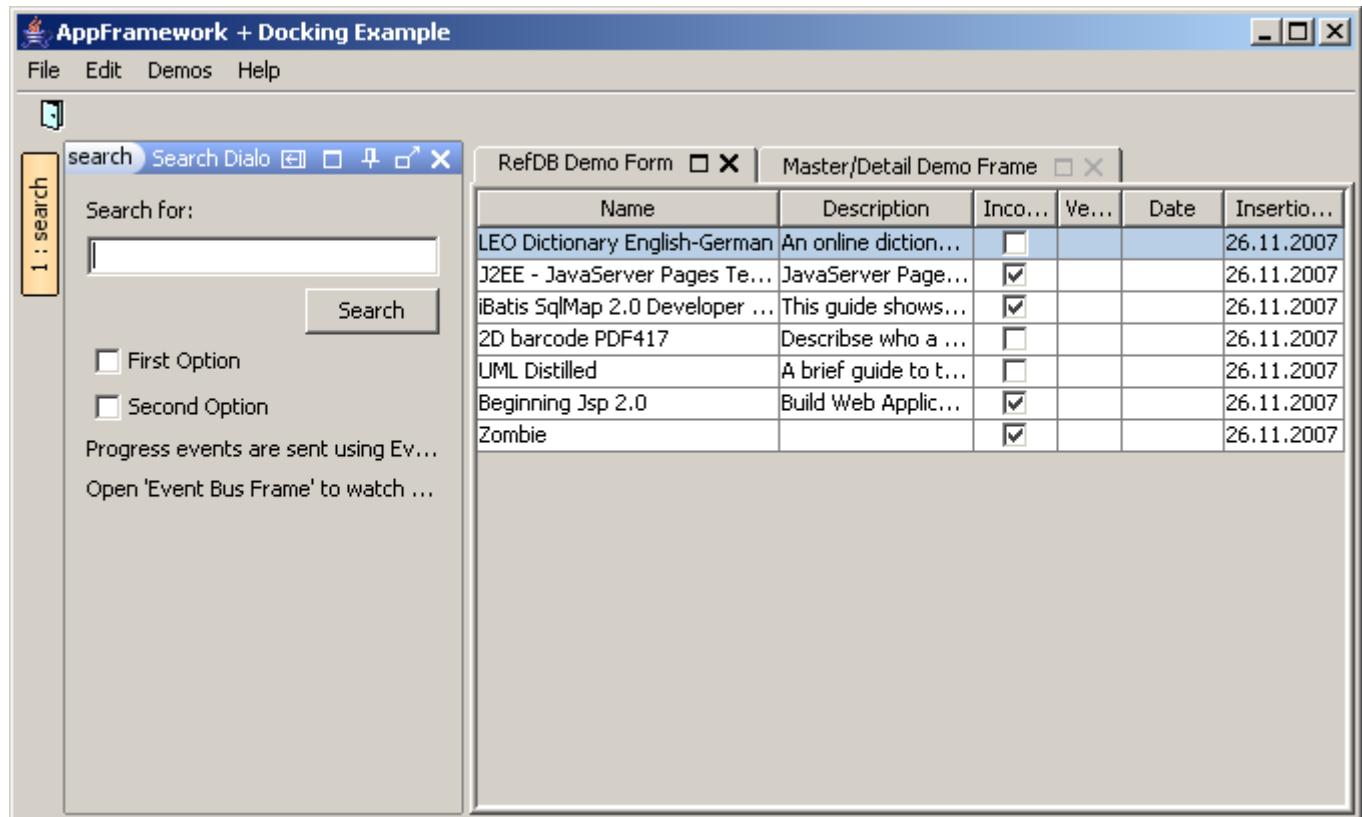 AppFramework + Docking Example
File Edit Demos Help
1 : search
search Search Dialo
Search for:
Search
First Option
Second Option
Progress events are sent using Ev...
Open 'Event Bus Frame' to watch ...
RefDB Demo Form Master/Detail Demo Frame
Name Description Inco... Ve... Date Insertio...
LEO Dictionary English-German An online diction... 26.11.2007
J2EE - JavaServer Pages Te... JavaServer Page... 26.11.2007
iBatis SqlMap 2.0 Developer ... This guide shows... 26.11.2007
2D barcode PDF417 Describse who a ... 26.11.2007
UML Distilled A brief guide to t... 26.11.2007
Beginning Jsp 2.0 Build Web Applic... 26.11.2007
Zombie 26.11.2007